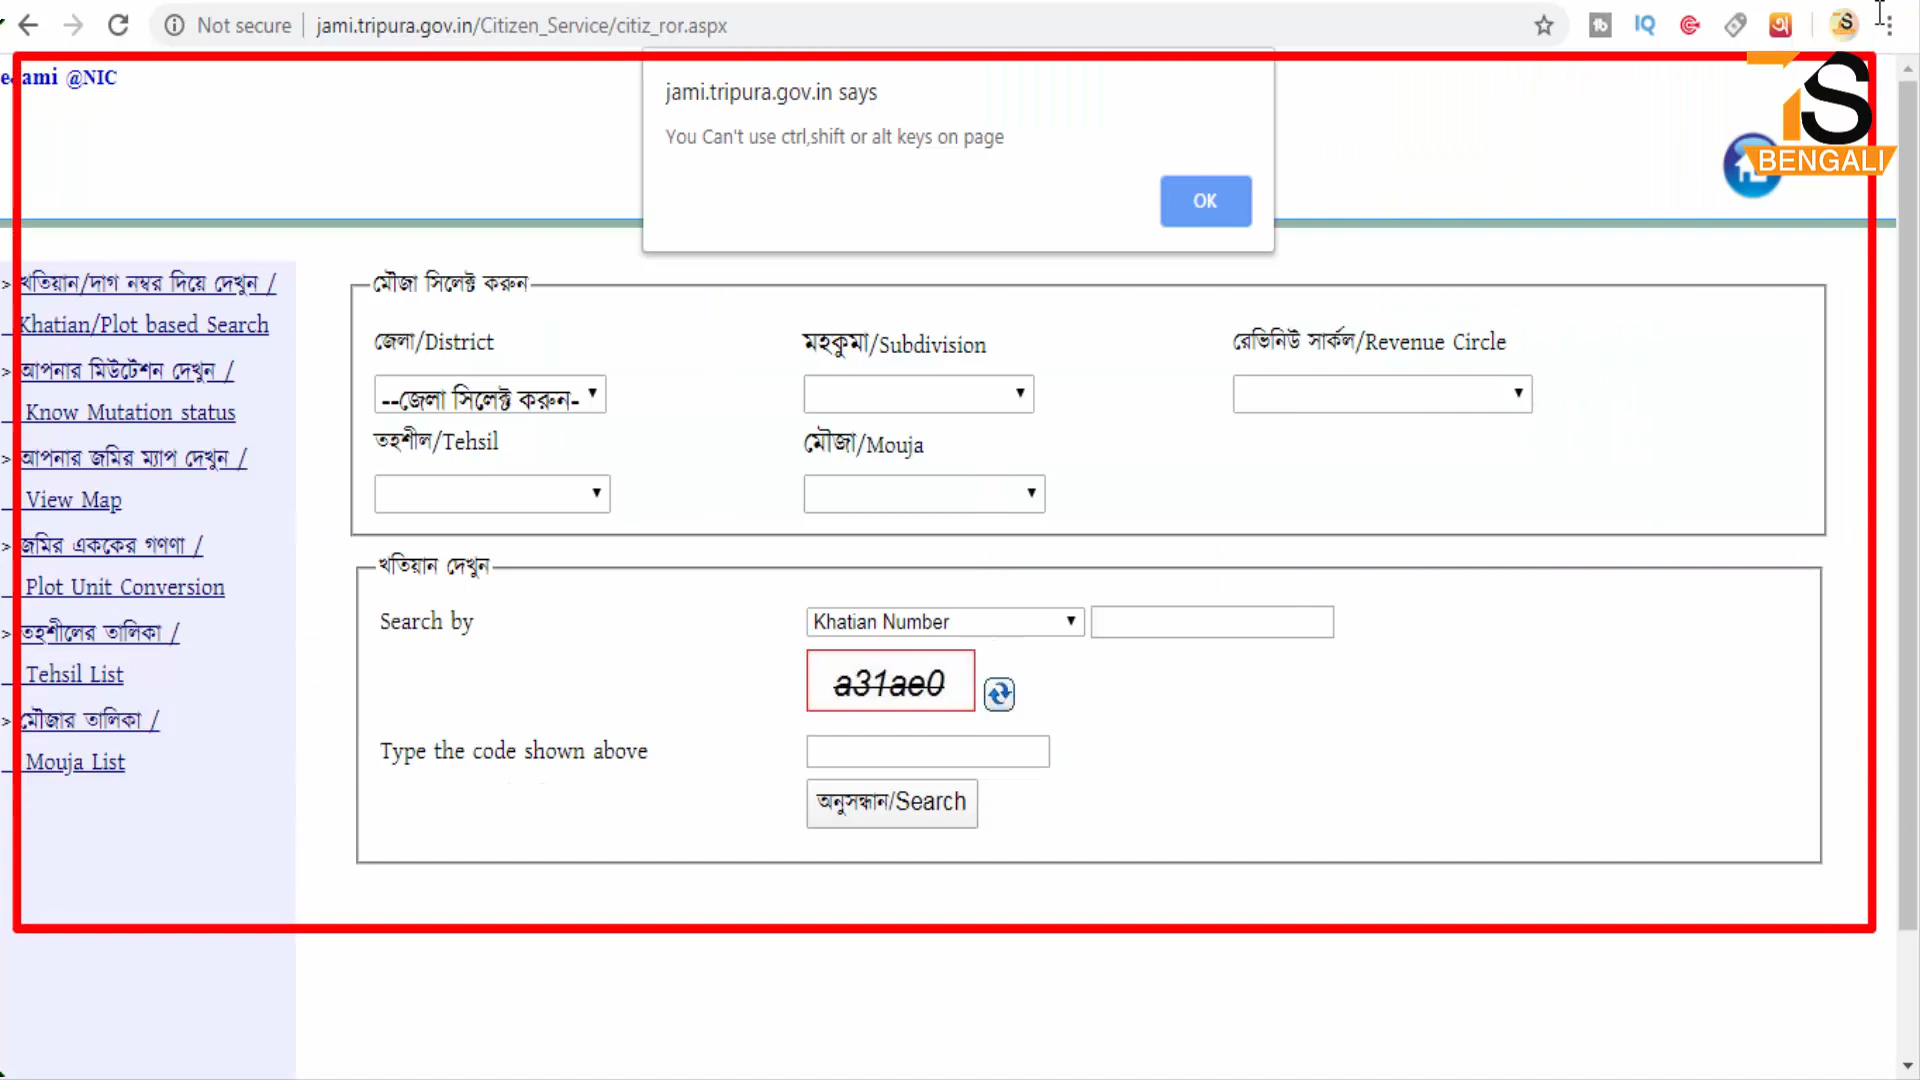 Not secure
jami.tripura.gov.in/Citizen_Service/citiz_ror.aspx
IQ
jami @NIC
jami.tripura.gov.in says
You Can't use ctrl,shift or alt keys on page
OK
BENGALI
> খতিয়ান/দাগ নম্বর দিয়ে দেখুন /
Khatian/Plot based Search
> আপনার মিউটেশন দেখুন /
Know Mutation status
> আপনার জমির ম্যাপ দেখুন /
View Map
> জমির এককের গণণা /
Plot Unit Conversion
> তহশীলের তালিকা /
Tehsil List
> মৌজার তালিকা /
Mouja List
মৌজা সিলেক্ট করুন
জেলা/District
মহকুমা/Subdivision
রেভিনিউ সার্কল/Revenue Circle
--জেলা সিলেক্ট করুন-
তহশীল/Tehsil
মৌজা/Mouja
খতিয়ান দেখুন
Search by
Khatian Number
a31ae0
Type the code shown above
অনুসন্ধান/Search